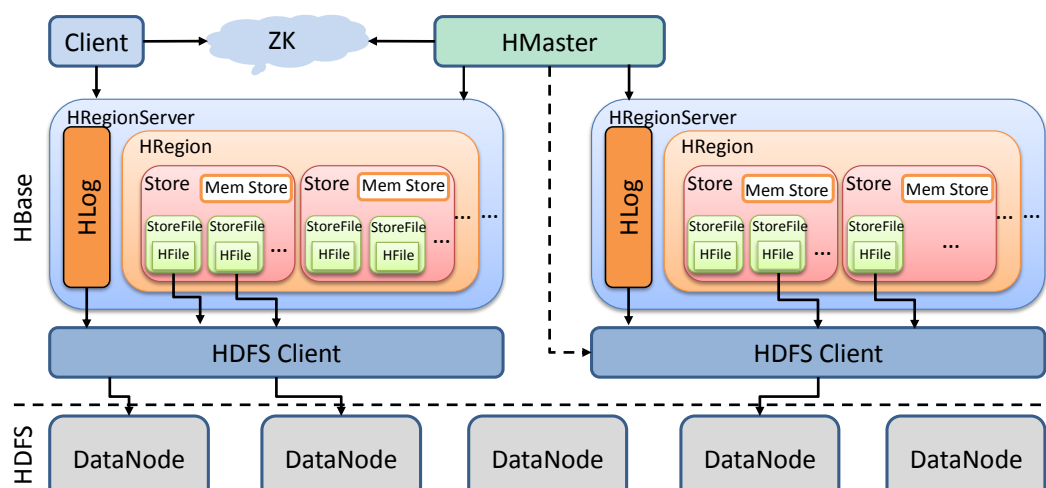 Client
ZK
HMaster
HBase
HRegionServer
HLog
HRegion
Store
Mem Store
StoreFile
HFile
StoreFile
HFile
...
Store
Mem Store
StoreFile
HFile
StoreFile
HFile
...
...
...
HRegionServer
HLog
HRegion
Store
Mem Store
StoreFile
HFile
StoreFile
HFile
...
Store
Mem Store
StoreFile
HFile
...
...
...
HDFS Client
HDFS Client
HDFS
DataNode
DataNode
DataNode
DataNode
DataNode